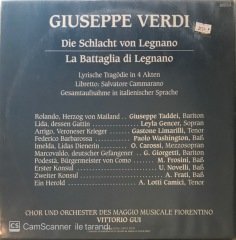 GIUSEPPE VERDI
Die Schlacht von Legnano
La Battaglia di Legnano
Lyrische Tragödie in 4 Akten
Libretto: Salvatore Cammarano
Gesamtaufnahme in italienischer Sprache
Rolando, Herzog von Mailand . Giuseppe Taddei, Bariton
Lida, dessen Gattin . . . Leyla Gencer, Sopran
Arrigo, Veroneser Krieger . . Gastone Limarilli, Tenor
Federico Barbarossa . . . Paolo Washington, Baß
Imelda, Lidas Dienerin . . . O. Carossi, Mezzosopran
Marcovaldo, deutscher Gefangener . G. Giorgetti, Bariton
Podestà, Bürgermeister von Como . M. Frosini, Baß
Erster Konsul . . . U. Novelli, Baß
Zweiter Konsul . . . A. Frati, Baß
Ein Herold . . . A. Lotti Camici, Tenor
CHOR UND ORCHESTER DES MAGGIO MUSICALE FIORENTINO
VITTORIO GUI
CS CamScanner ile tarandı